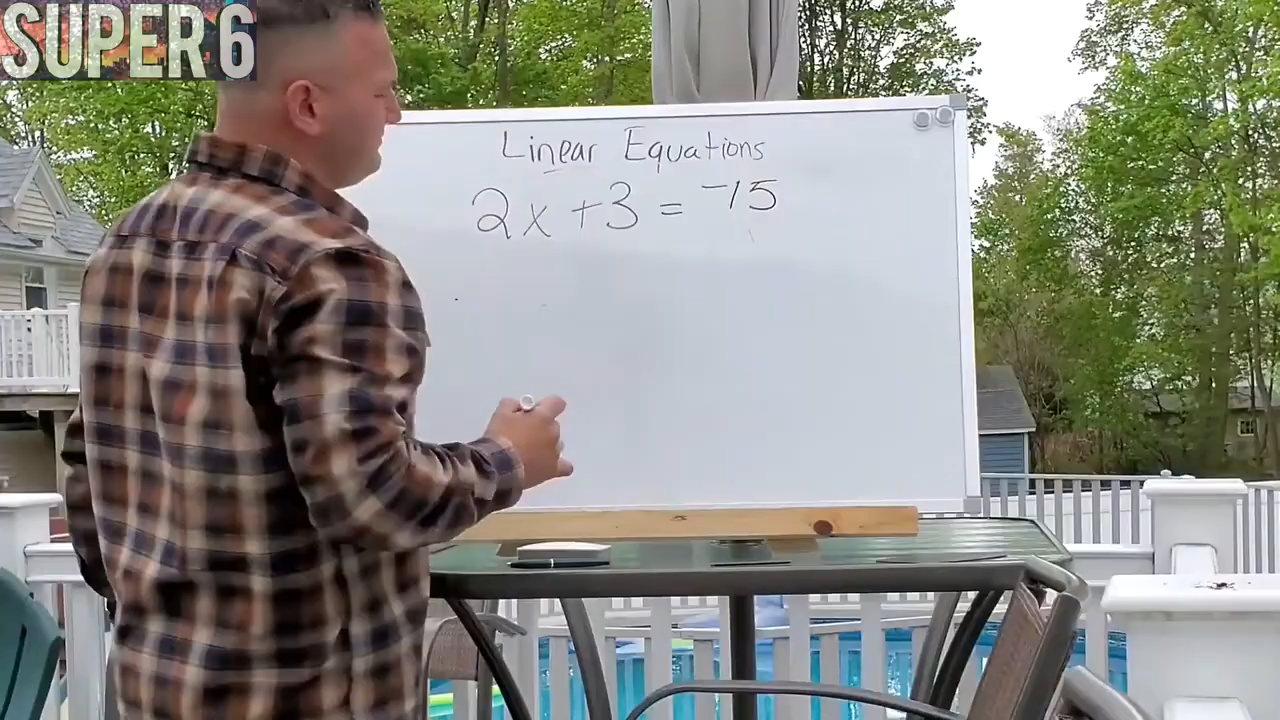 SUPER 6
Linear Equations
2x + 3 = -15